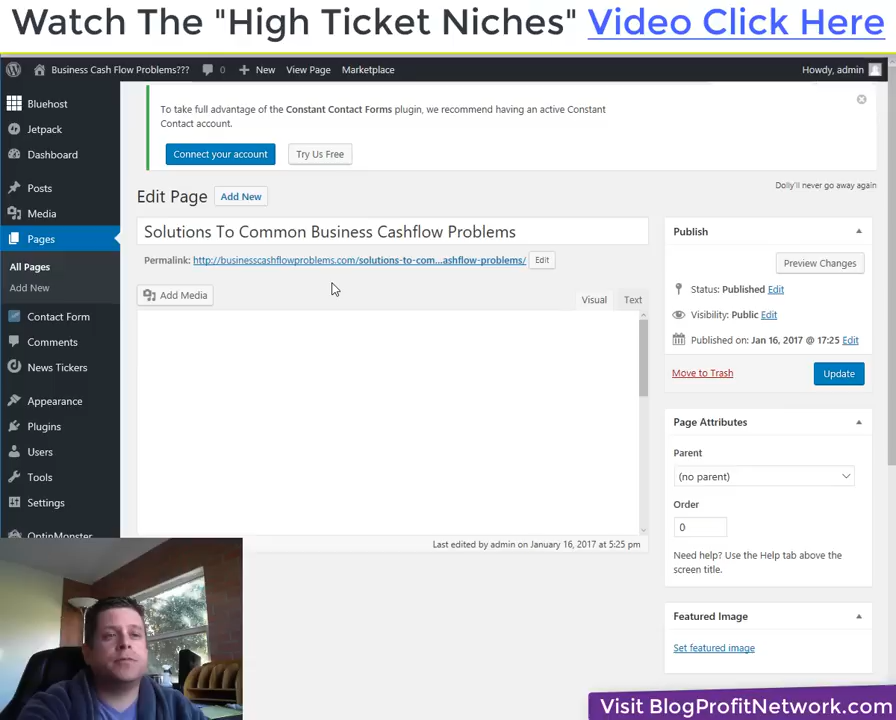 Watch The "High Ticket Niches" Video Click Here
Business Cash Flow Problems??? 0 New View Page Marketplace Howdy, admin
Bluehost
Jetpack
Dashboard
Posts
Media
Pages
All Pages
Add New
Contact Form
Comments
News Tickers
Appearance
Plugins
Users
Tools
Settings
OptinMonster
To take full advantage of the Constant Contact Forms plugin, we recommend having an active Constant
Contact account.
Connect your account Try Us Free
Dolly'll never go away again
Edit Page Add New
Solutions To Common Business Cashflow Problems
Permalink: http://businesscashflowproblems.com/solutions-to-com...ashflow-problems/ Edit
Add Media
Visual Text
Last edited by admin on January 16, 2017 at 5:25 pm
Publish
Preview Changes
Status: Published Edit
Visibility: Public Edit
Published on: Jan 16, 2017 @ 17:25 Edit
Move to Trash Update
Page Attributes
Parent
(no parent)
Order
0
Need help? Use the Help tab above the
screen title.
Featured Image
Set featured image
Visit BlogProfitNetwork.com